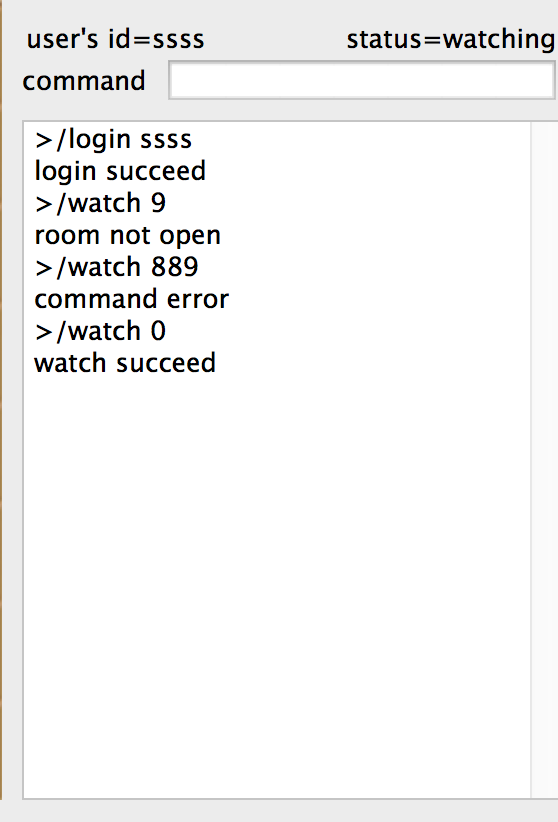 user's id=ssss status=watching
command
>/login ssss
login succeed
>/watch 9
room not open
>/watch 889
command error
>/watch 0
watch succeed